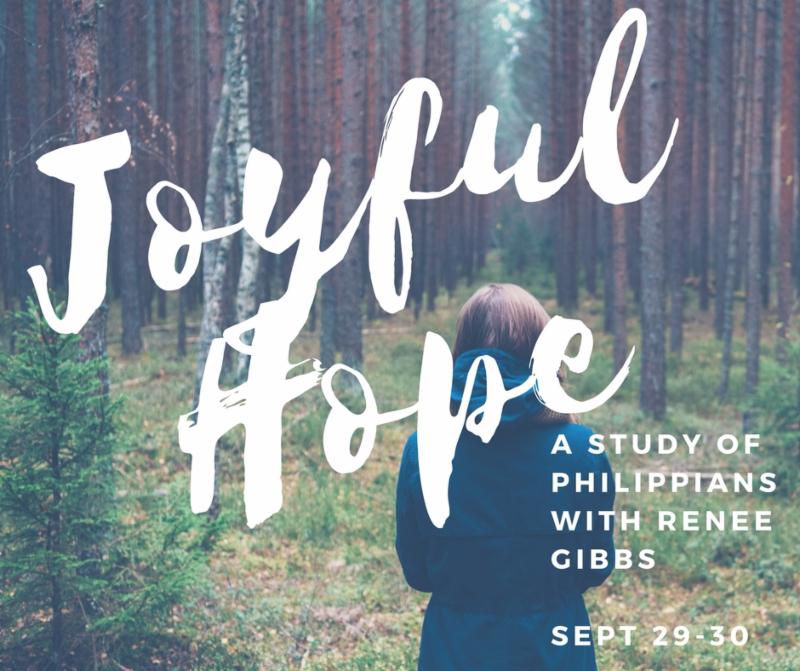 Joyful
Hope
A STUDY OF
PHILIPPIANS
WITH RENEE
GIBBS
SEPT 29-30